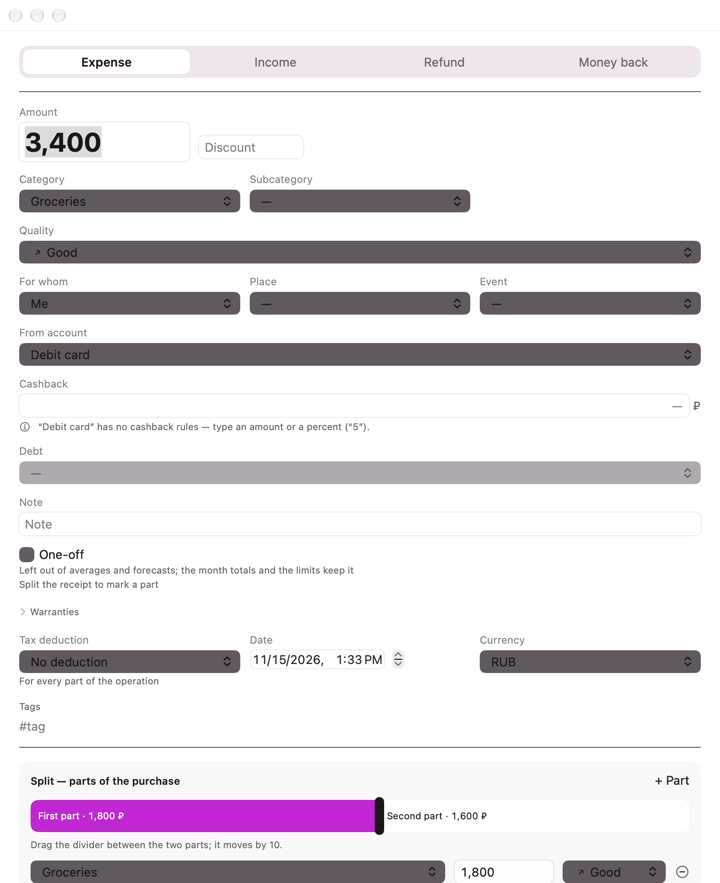 Expense Income Refund Money back
Amount
3,400 Discount
Category Subcategory
Groceries —
Quality
↗ Good
For whom Place Event
Me — —
From account
Debit card
Cashback
— ₽
“Debit card” has no cashback rules — type an amount or a percent (“5”).
Debt
—
Note
Note
One-off
Left out of averages and forecasts; the month totals and the limits keep it
Split the receipt to mark a part
Warranties
Tax deduction Date Currency
No deduction 11/15/2026, 1:33 PM RUB
For every part of the operation
Tags
#tag
Split — parts of the purchase + Part
First part · 1,800 ₽ Second part · 1,600 ₽
Drag the divider between the two parts; it moves by 10.
Groceries 1,800 ↗ Good